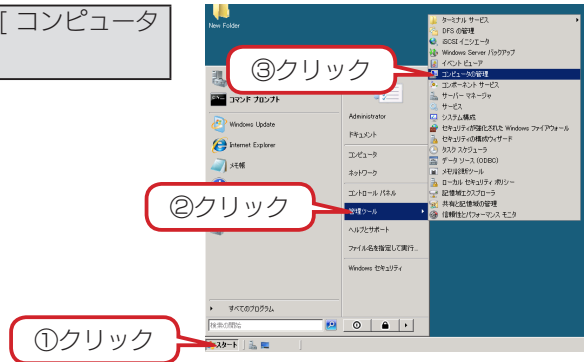 [ コンピュータ
New Folder
③クリック
コマンド プロンプト
Windows Update
Internet Explorer
メモ帳
②クリック
すべてのプログラム
検索の開始
①クリック
スタート
Administrator
ドキュメント
コンピュータ
ネットワーク
コントロール パネル
管理ツール
ヘルプとサポート
ファイル名を指定して実行...
Windows セキュリティ
ターミナル サービス
DFS の管理
iSCSI イニシエータ
Windows Server バックアップ
イベント ビューア
コンピュータの管理
コンポーネント サービス
サーバー マネージャ
サービス
システム構成
セキュリティが強化された Windows ファイアウォール
セキュリティの構成ウィザード
タスク スケジューラ
データ ソース (ODBC)
メモリ診断ツール
ローカル セキュリティ ポリシー
記憶域エクスプローラ
共有と記憶域の管理
信頼性とパフォーマンス モニタ